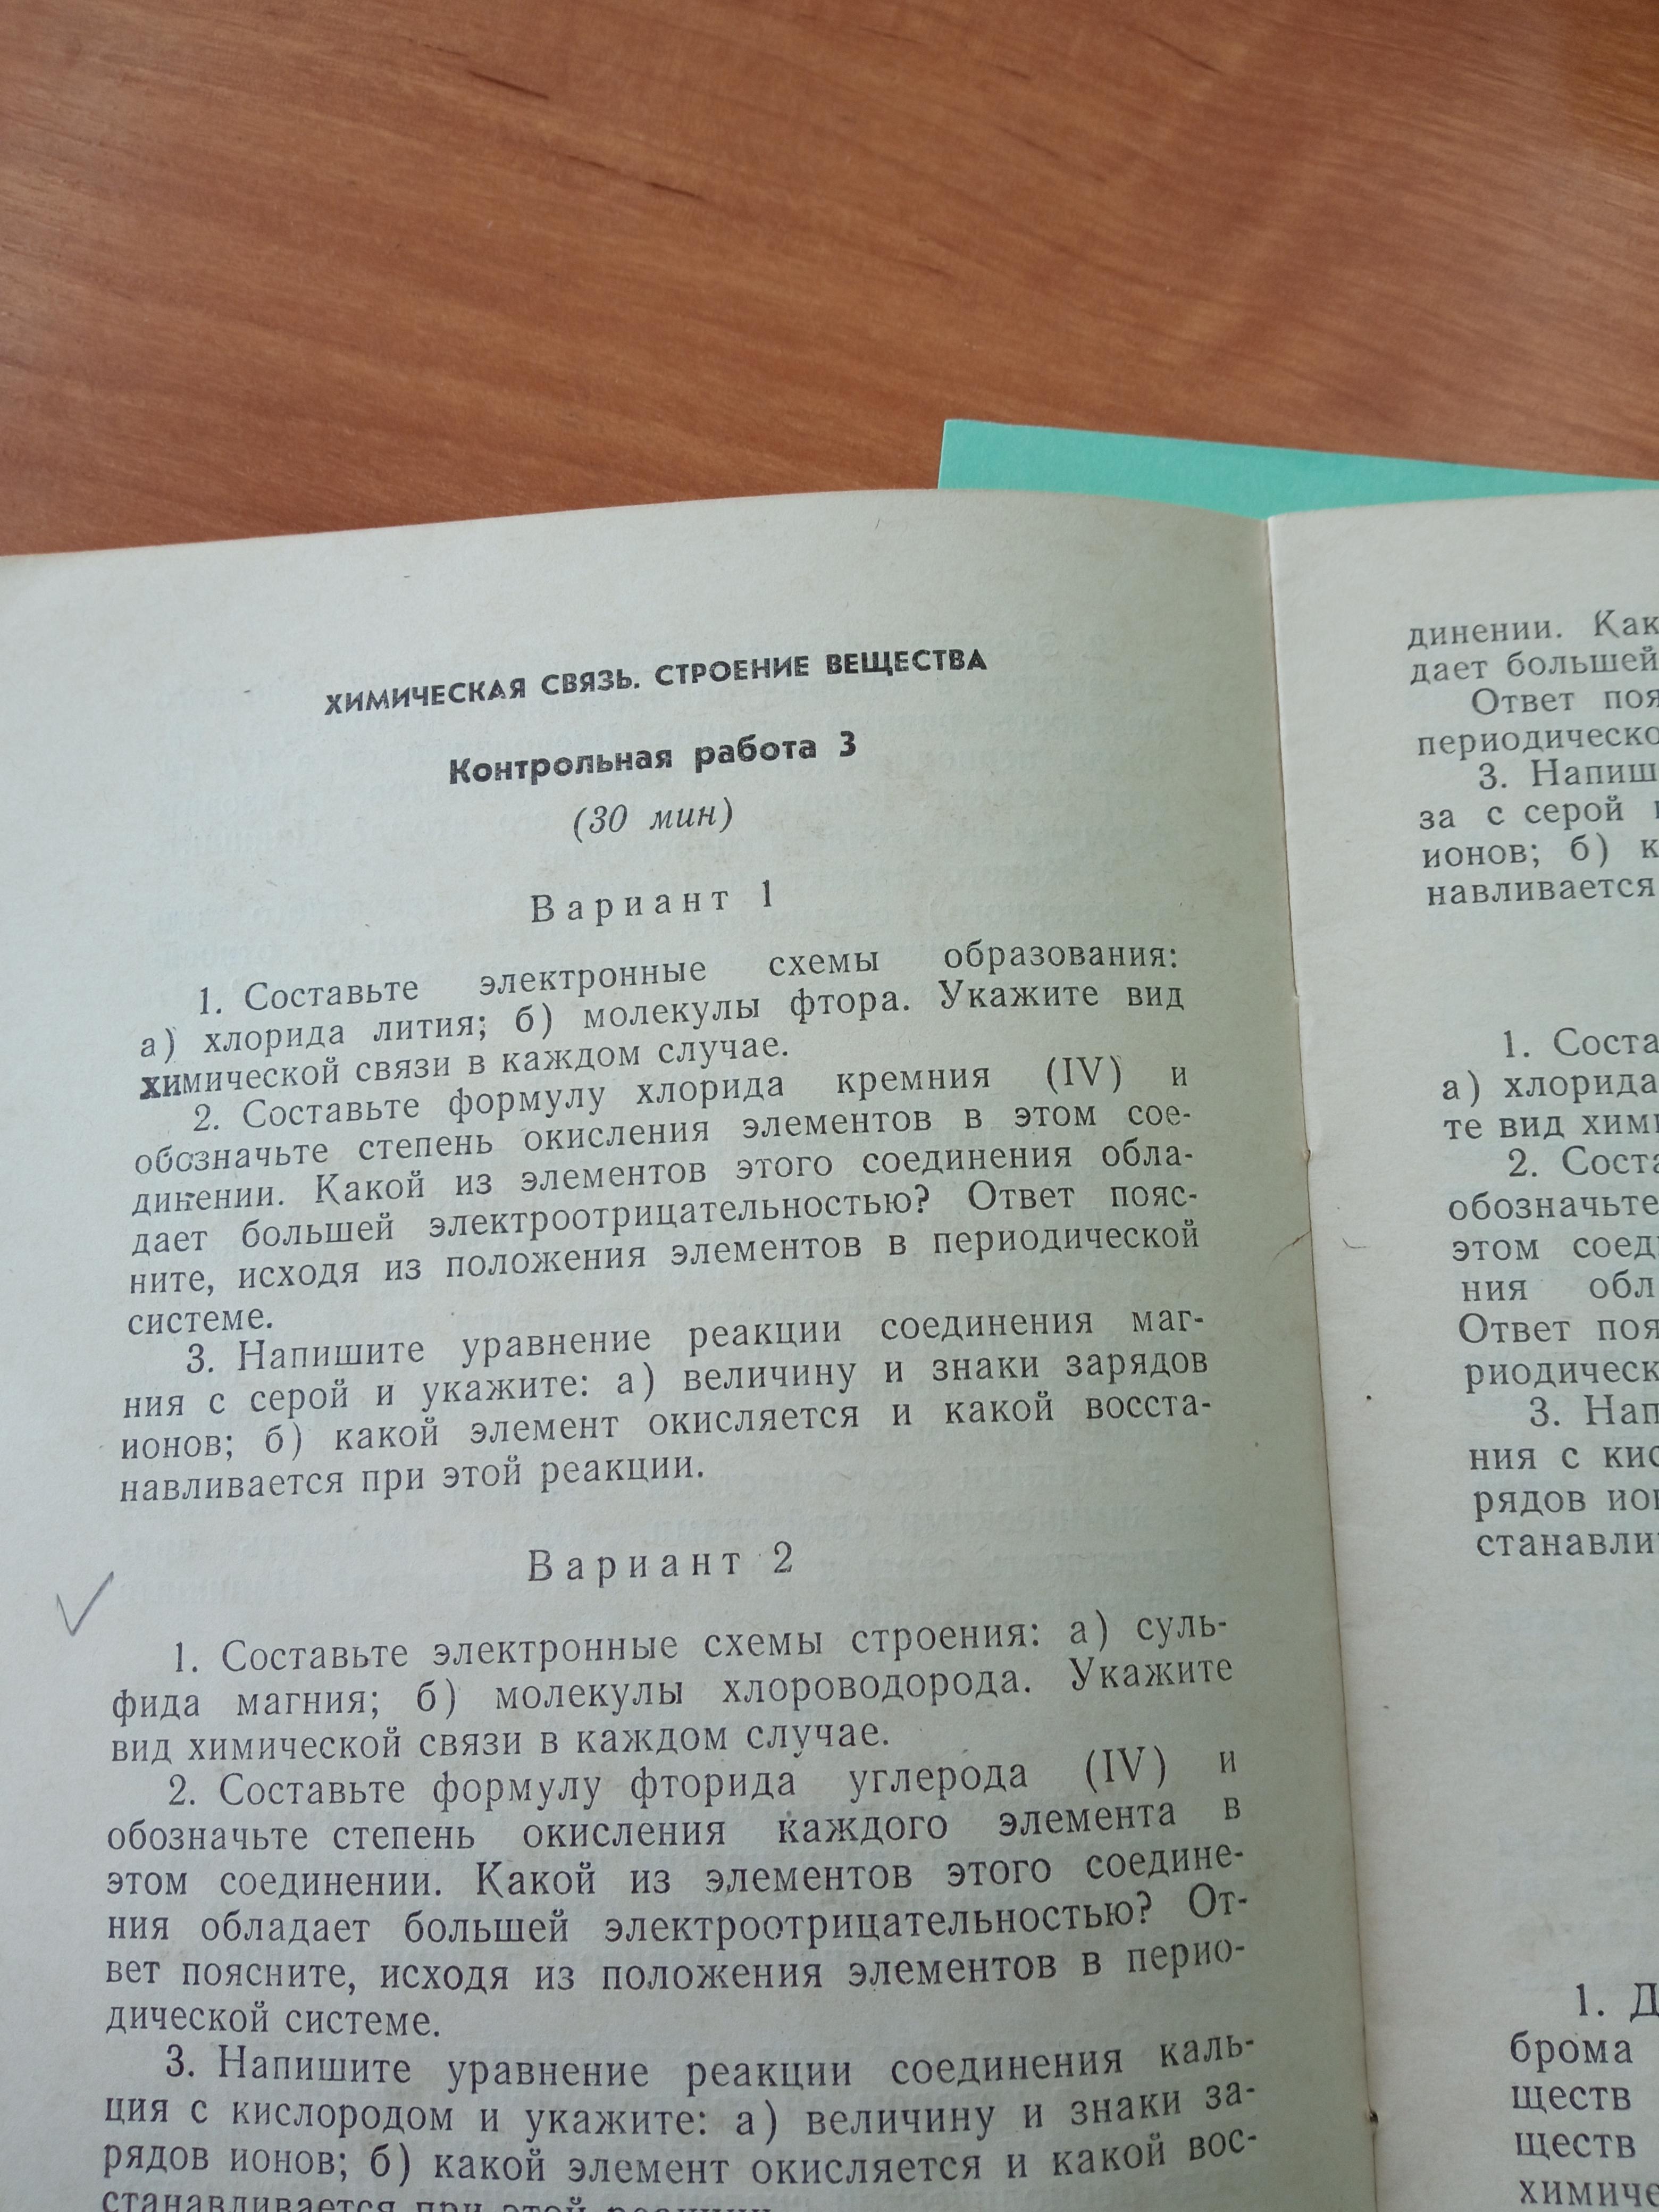 ХИМИЧЕСКАЯ СВЯЗЬ. СТРОЕНИЕ ВЕЩЕСТВА
Контрольная работа 3
(30 мин)
Вариант 1
1. Составьте электронные схемы образования:
а) хлорида лития; б) молекулы фтора. Укажите вид
химической связи в каждом случае.
2. Составьте формулу хлорида кремния (IV) и
обозначьте степень окисления элементов в этом сое-
динении. Какой из элементов этого соединения обла-
дает большей электроотрицательностью? Ответ пояс-
ните, исходя из положения элементов в периодической
системе.
3. Напишите уравнение реакции соединения маг-
ния с серой и укажите: а) величину и знаки зарядов
ионов; б) какой элемент окисляется и какой восста-
навливается при этой реакции.
Вариант 2
1. Составьте электронные схемы строения: а) суль-
фида магния; б) молекулы хлороводорода. Укажите
вид химической связи в каждом случае.
2. Составьте формулу фторида углерода (IV) и
обозначьте степень окисления каждого элемента в
этом соединении. Какой из элементов этого соедине-
ния обладает большей электроотрицательностью? От-
вет поясните, исходя из положения элементов в перио-
дической системе.
3. Напишите уравнение реакции соединения каль-
ция с кислородом и укажите: а) величину и знаки за-
рядов ионов; б) какой элемент окисляется и какой вос-
станавливается при этой реакции.
динении. Как
дает большей
Ответ поя
периодическо
3. Напиш
за с серой
ионов; б) к
навливается
1. Соста
а) хлорида
те вид хими
2. Соста
обозначьте
этом соед
ния обл
Ответ поя
риодическ
3. Нап
ния с кис
рядов ио
станавли
1. Д
брома
ществ
ществ
химиче